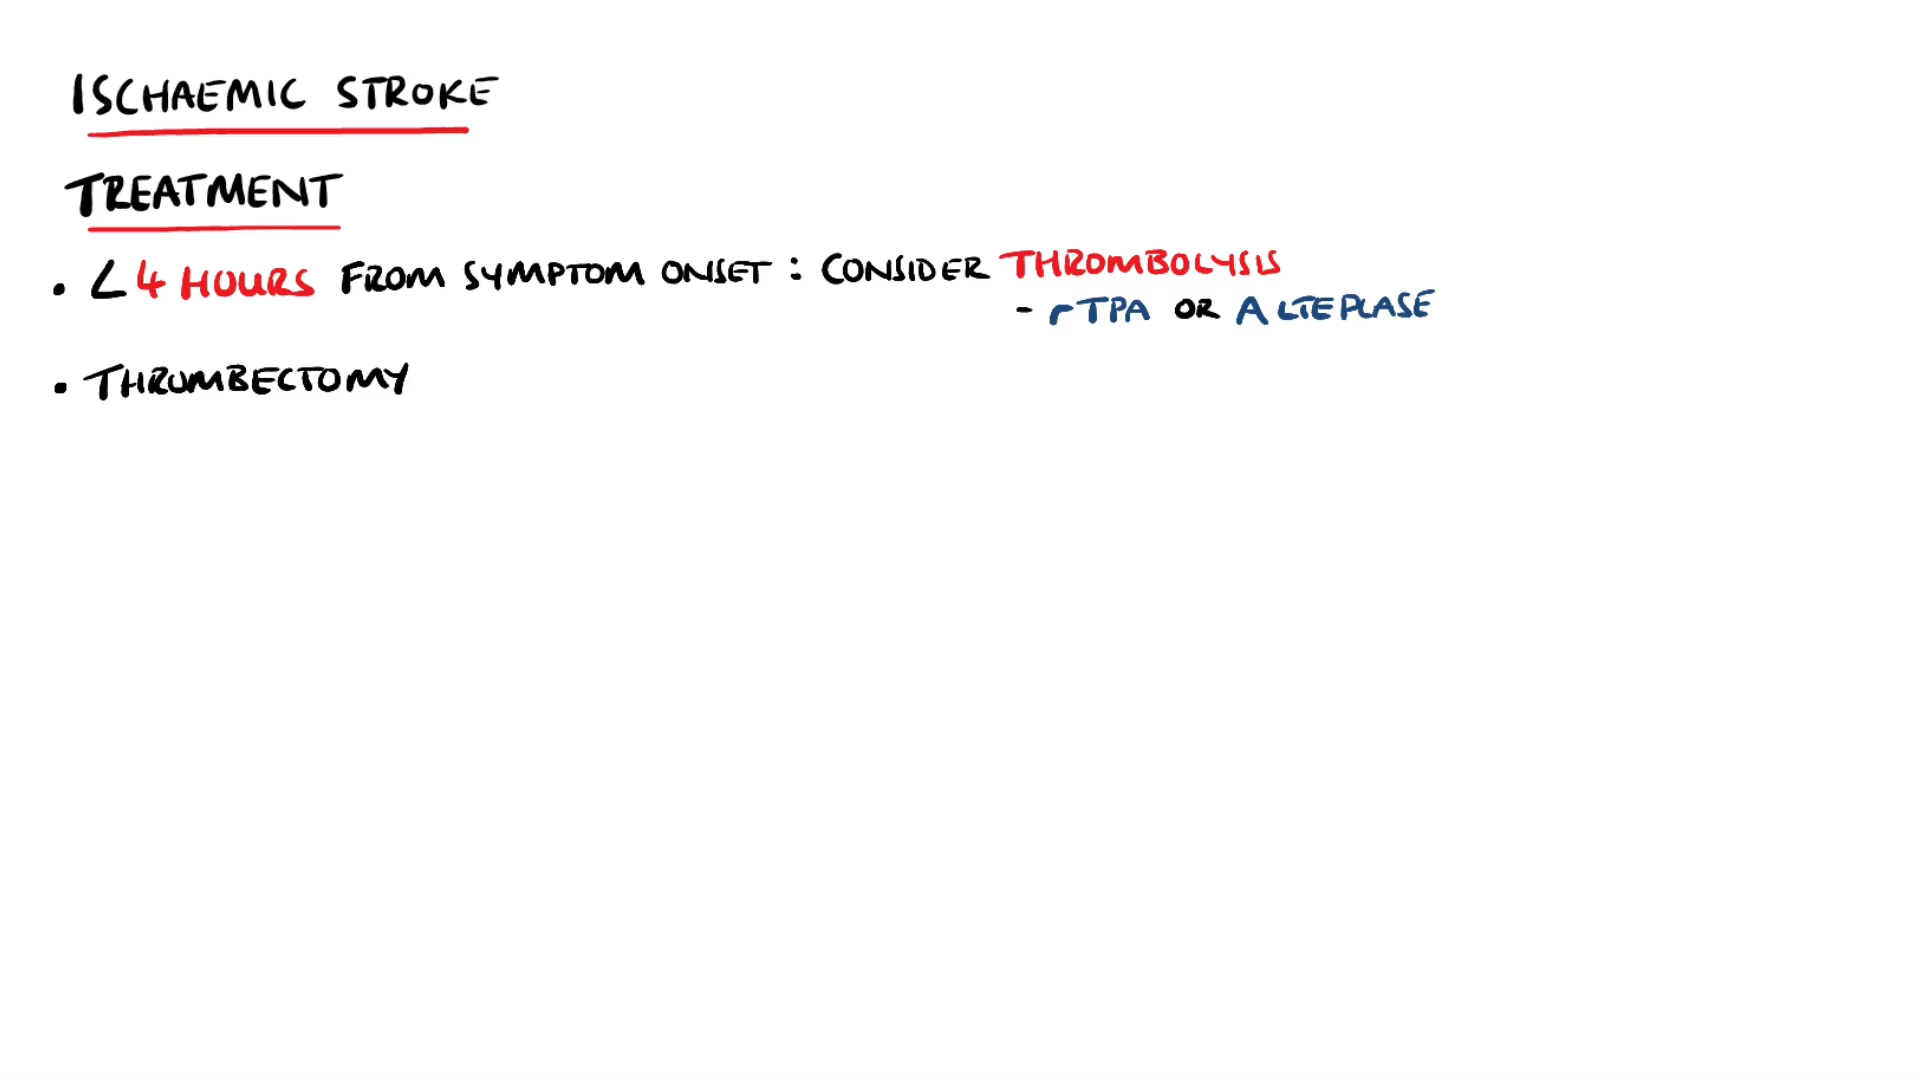 ISCHAEMIC STROKE
TREATMENT
• < 4 HOURS FROM SYMPTOM ONSET : CONSIDER THROMBOLYSIS
- rTPA OR ALTEPLASE
• THROMBECTOMY